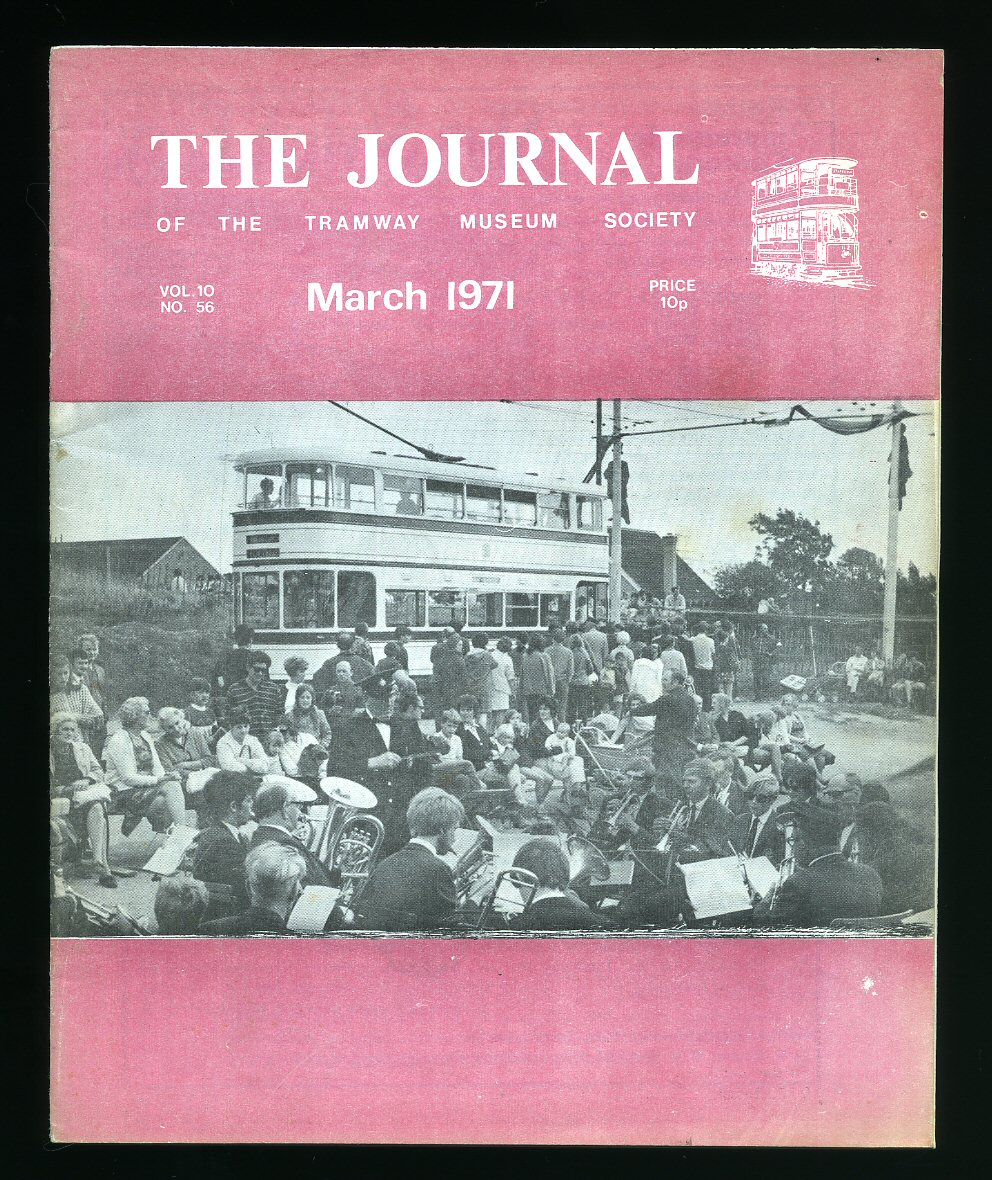 THE JOURNAL
OF THE TRAMWAY MUSEUM SOCIETY
VOL.10
NO. 56
March 1971
PRICE
10p